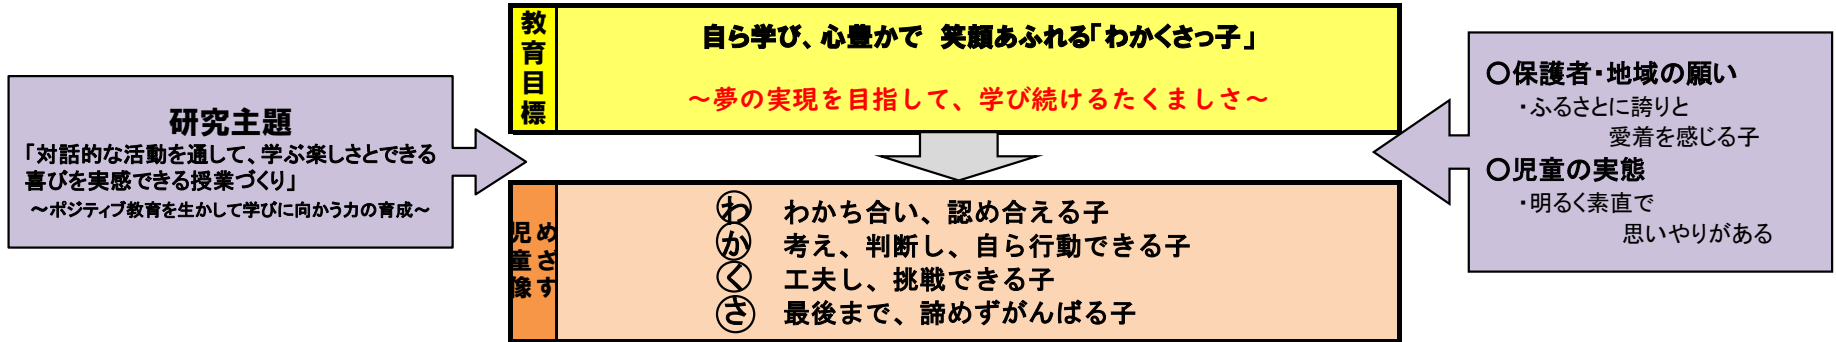 教育目標
自ら学び、心豊かで　笑顔あふれる「わかくさっ子」
～夢の実現を目指して、学び続けるたくましさ～
研究主題
「対話的な活動を通して、学ぶ楽しさとできる
喜びを実感できる授業づくり」
～ポジティブ教育を生かして学びに向かう力の育成～
〇保護者・地域の願い
・ふるさとに誇りと
愛着を感じる子
〇児童の実態
・明るく素直で
思いやりがある
めざす
児童像
わ　わかち合い、認め合える子
か　考え、判断し、自ら行動できる子
く　工夫し、挑戦できる子
さ　最後まで、諦めずがんばる子